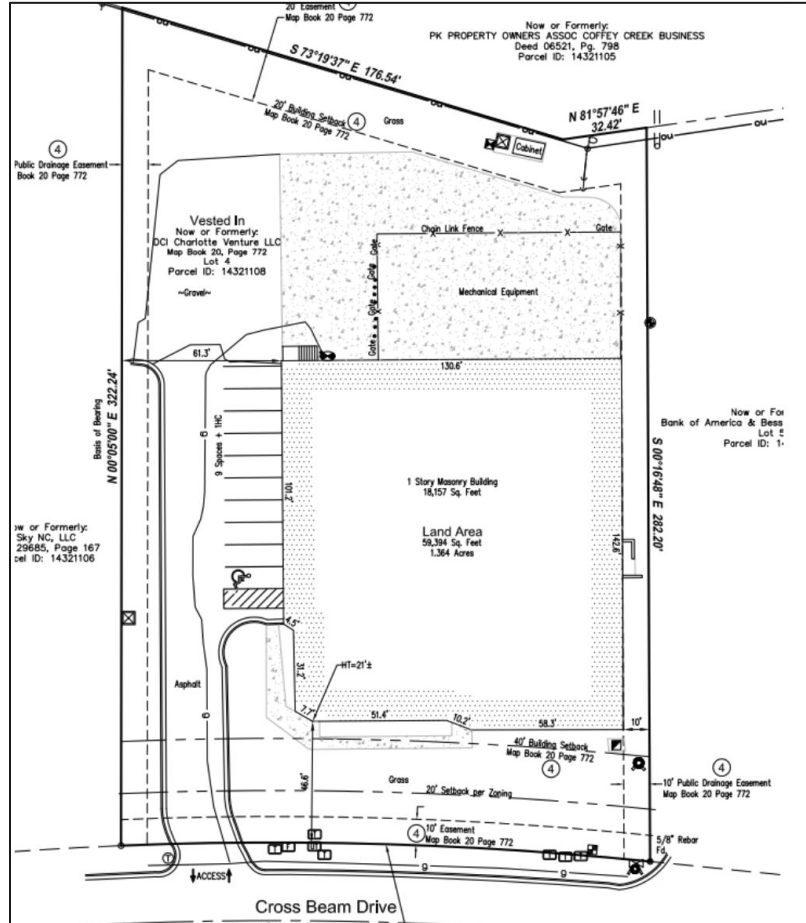 20' Easement 4
Map Book 20 Page 772
Now or Formerly:
PK PROPERTY OWNERS ASSOC COFFEY CREEK BUSINESS
Deed 06521, Pg. 798
Parcel ID: 14321105
S 73°19'37" E 176.54'
N 81°57'46" E
32.42'
20' Building Setback
Map Book 20 Page 772
4
Grass
Cabinet
4
Public Drainage Easement
Book 20 Page 772
Vested In
Now or Formerly:
DCI Charlotte Venture LLC
Map Book 20, Page 772
Lot 4
Parcel ID: 14321108
~Gravel~
Chain Link Fence
Gate
Gate
Gate
Gate
Gate
Mechanical Equipment
61.3'
130.6'
N 00°05'00" E 322.24'
Basis of Bearing
9 Spaces + 1HC
101.2'
1 Story Masonry Building
18,157 Sq. Feet
Land Area
59,394 Sq. Feet
1.364 Acres
142.6'
S 00°16'48" E 282.20'
Now or For
Bank of America & Bess
Lot 5
Parcel ID: 1
ow or Formerly:
Sky NC, LLC
29685, Page 167
cel ID: 14321106
4.5'
31.2'
HT=21'±
7.7'
51.4'
10.2'
58.3'
10'
Asphalt
46.6'
40' Building Setback
Map Book 20 Page 772
4
Grass
20' Setback per Zoning
4
10' Public Drainage Easement
Map Book 20 Page 772
4
10' Easement
Map Book 20 Page 772
5/8" Rebar
Fd.
ACCESS
Cross Beam Drive